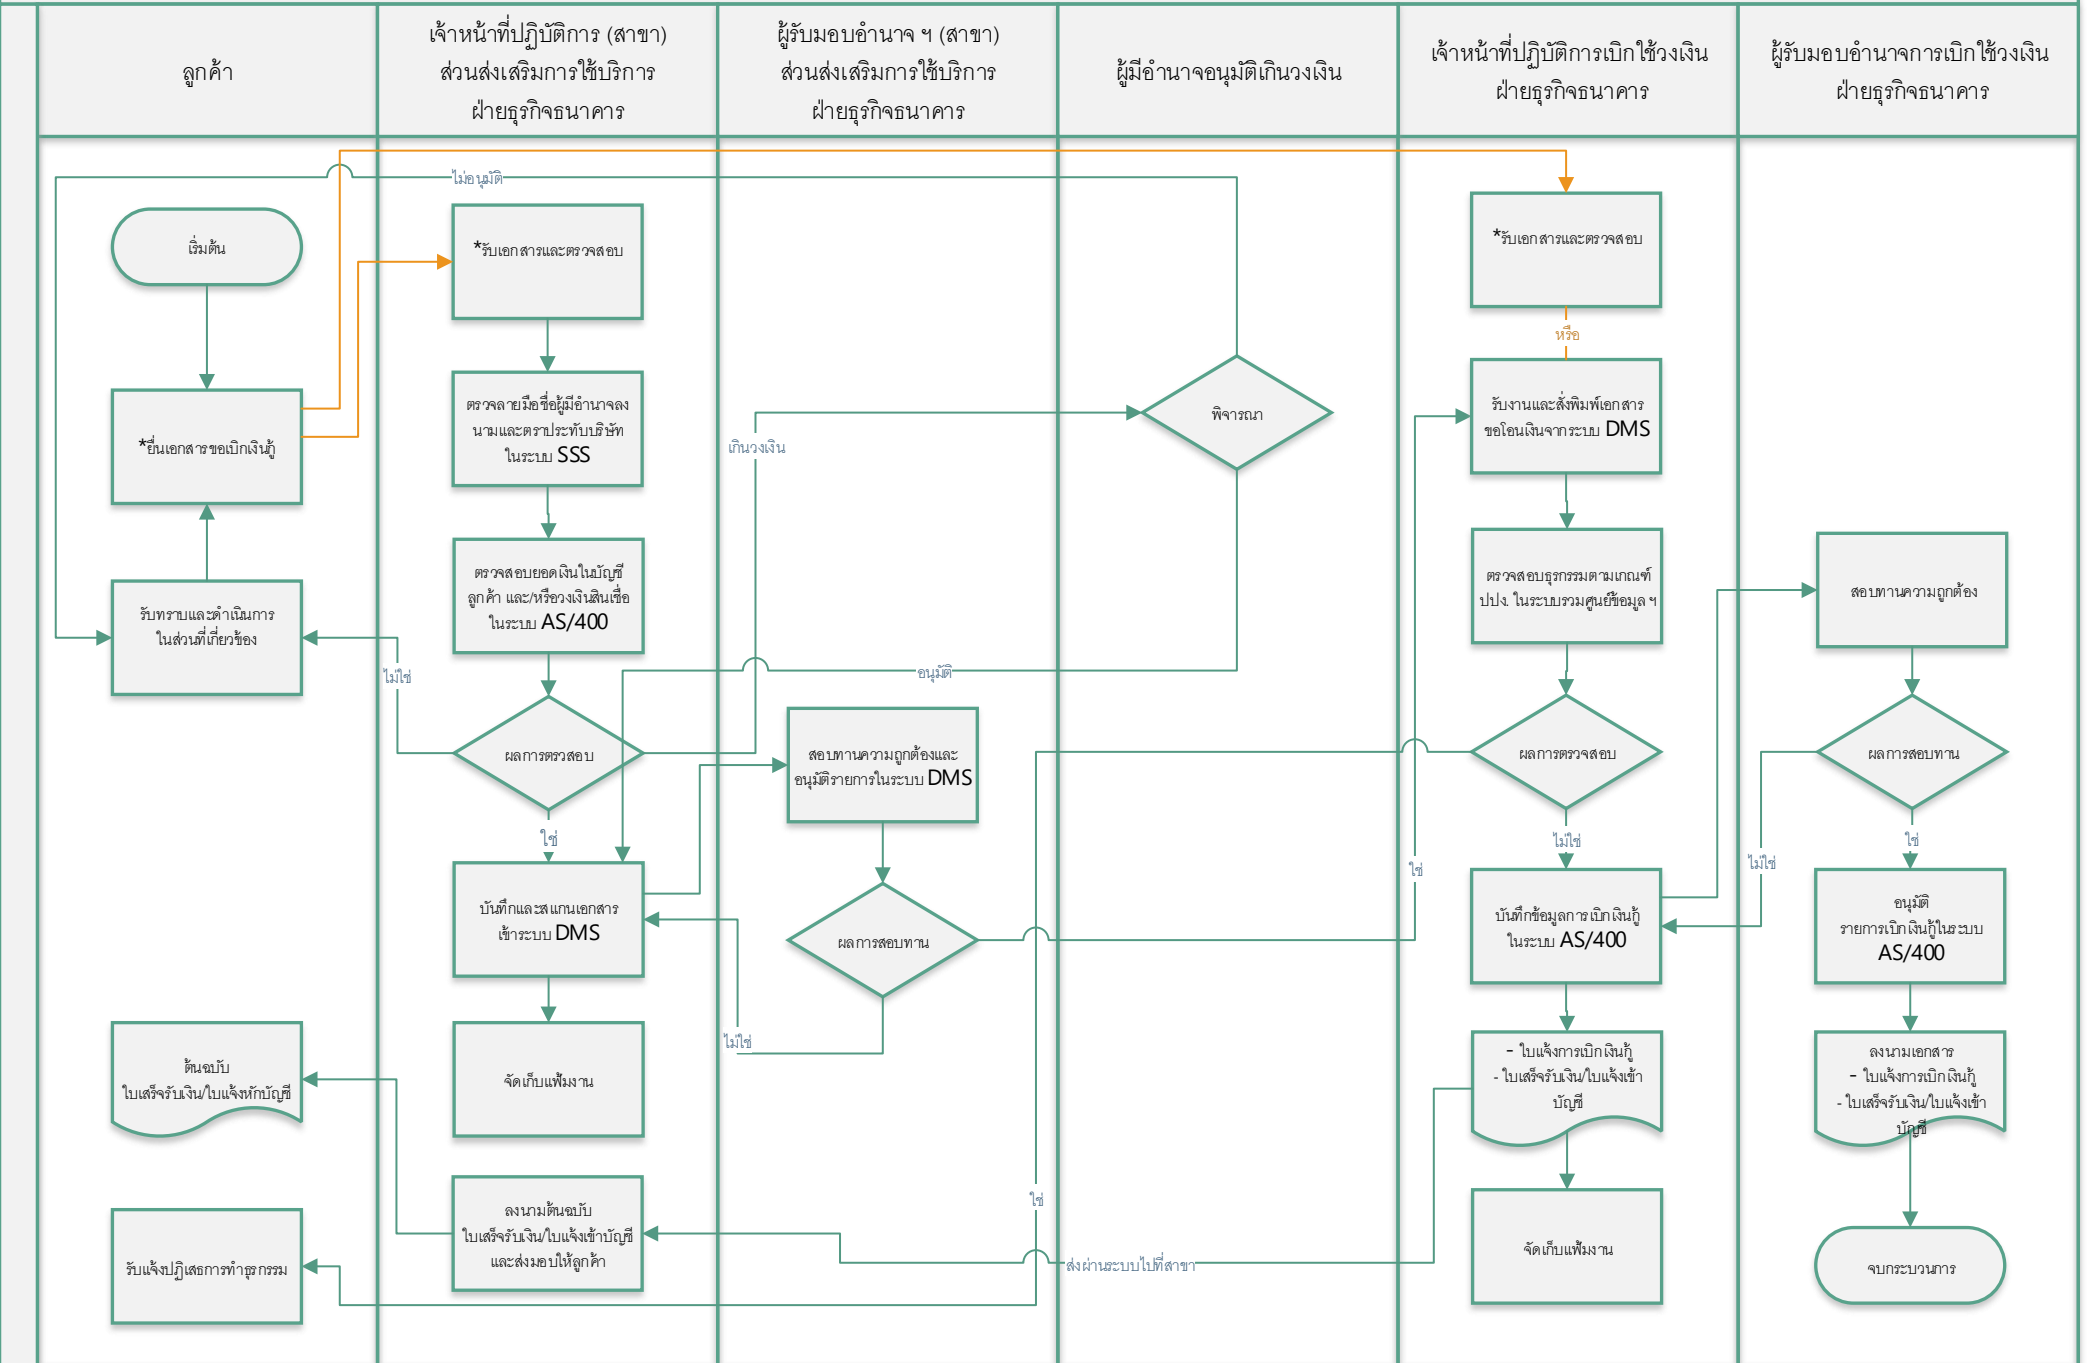 ลูกค้า
เจ้าหน้าที่ปฏิบัติการ (สาขา)
ส่วนส่งเสริมการใช้บริการ
ฝ่ายธุรกิจธนาคาร
ผู้รับมอบอำนาจ ฯ (สาขา)
ส่วนส่งเสริมการใช้บริการ
ฝ่ายธุรกิจธนาคาร
ผู้มีอำนาจอนุมัติเกินวงเงิน
เจ้าหน้าที่ปฏิบัติการเบิกใช้วงเงิน
ฝ่ายธุรกิจธนาคาร
ผู้รับมอบอำนาจการเบิกใช้วงเงิน
ฝ่ายธุรกิจธนาคาร
เริ่มต้น
*ยื่นเอกสารขอเบิกเงินกู้
รับทราบและดำเนินการ
ในส่วนที่เกี่ยวข้อง
ต้นฉบับ
ใบเสร็จรับเงิน/ใบแจ้งหักบัญชี
รับแจ้งปฏิเสธการทำธุรกรรม
ไม่อนุมัติ
*รับเอกสารและตรวจสอบ
ตรวจลายมือชื่อผู้มีอำนาจลง
นามและตราประทับบริษัท
ในระบบ SSS
ตรวจสอบยอดเงินในบัญชี
ลูกค้า และ/หรือวงเงินสินเชื่อ
ในระบบ AS/400
ไม่ใช่
ผลการตรวสอบ
ใช่
บันทึกและสแกนเอกสาร
เข้าระบบ DMS
จัดเก็บแฟ้มงาน
ลงนามต้นฉบับ
ใบเสร็จรับเงิน/ใบแจ้งเข้าบัญชี
และส่งมอบให้ลูกค้า
เกินวงเงิน
อนุมัติ
สอบทานความถูกต้องและ
อนุมัติรายการในระบบ DMS
ผลการสอบทาน
ไม่ใช่
พิจารณา
ใช่
ส่งผ่านระบบไปที่สาขา
*รับเอกสารและตรวจสอบ
หรือ
รับงานและสั่งพิมพ์เอกสาร
ขอโอนเงินจากระบบ DMS
ตรวจสอบธุรกรรมตามเกณฑ์
ปปง. ในระบบรวมศูนย์ข้อมูล ฯ
ผลการตรวจสอบ
ใช่
ไม่ใช่
บันทึกข้อมูลการเบิกเงินกู้
ในระบบ AS/400
- ใบแจ้งการเบิกเงินกู้
- ใบเสร็จรับเงิน/ใบแจ้งเข้า
บัญชี
จัดเก็บแฟ้มงาน
สอบทานความถูกต้อง
ผลการสอบทาน
ไม่ใช่
ใช่
อนุมัติ
รายการเบิกเงินกู้ในระบบ
AS/400
ลงนามเอกสาร
- ใบแจ้งการเบิกเงินกู้
- ใบเสร็จรับเงิน/ใบแจ้งเข้า
บัญชี
จบกระบวนการ